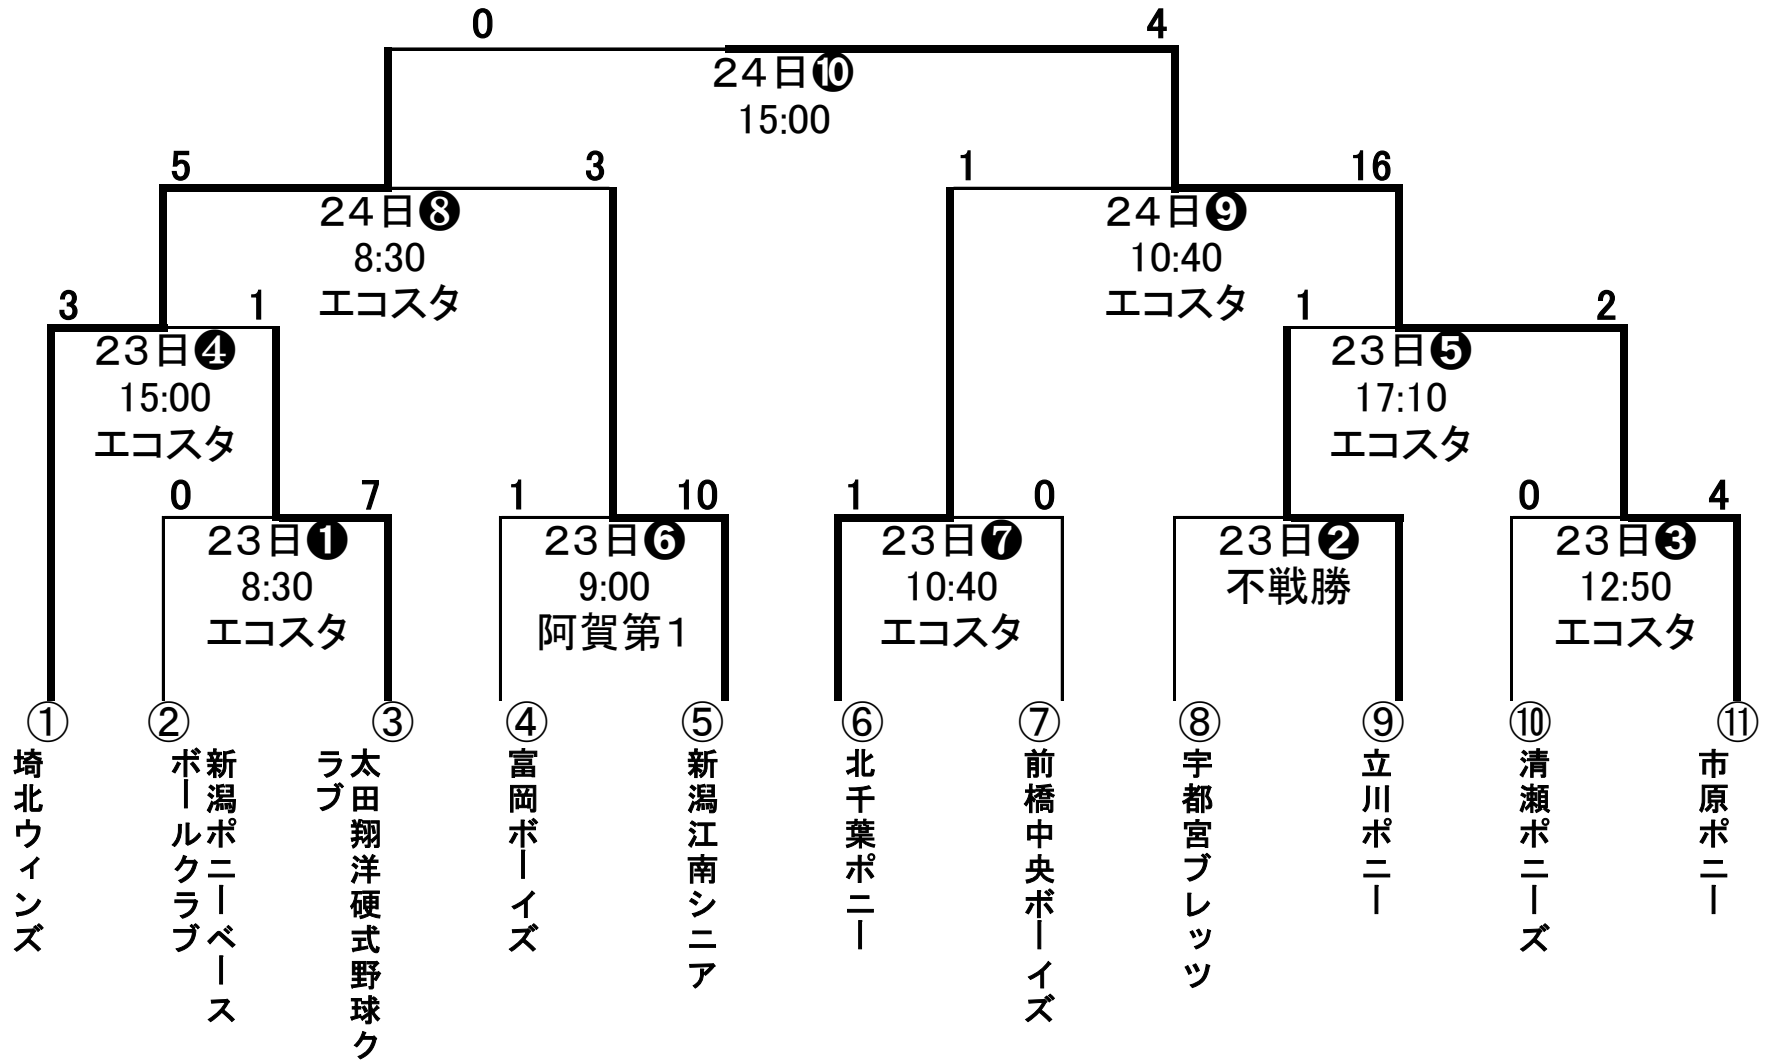 0 4
２４日❿
15:00
5 3 1 16
２４日❽ ２４日❾
8:30 10:40
エコスタ エコスタ
3 1 1 2
２３日❹ ２３日❺
15:00 17:10
エコスタ エコスタ
0 7 1 10 1 0 0 4
２３日❶ ２３日❻ ２３日❼ ２３日❷ ２３日❸
8:30 9:00 10:40 不戦勝 12:50
エコスタ 阿賀第１ エコスタ エコスタ
① ② ③ ④ ⑤ ⑥ ⑦ ⑧ ⑨ ⑩ ⑪
埼北ウィンズ
新潟ポニーベース
ボールクラブ
太田翔洋硬式野球ク
ラブ
富岡ボーイズ
新潟江南シニア
北千葉ポニー
前橋中央ボーイズ
宇都宮ブレッツ
立川ポニー
清瀬ポニーズ
市原ポニー